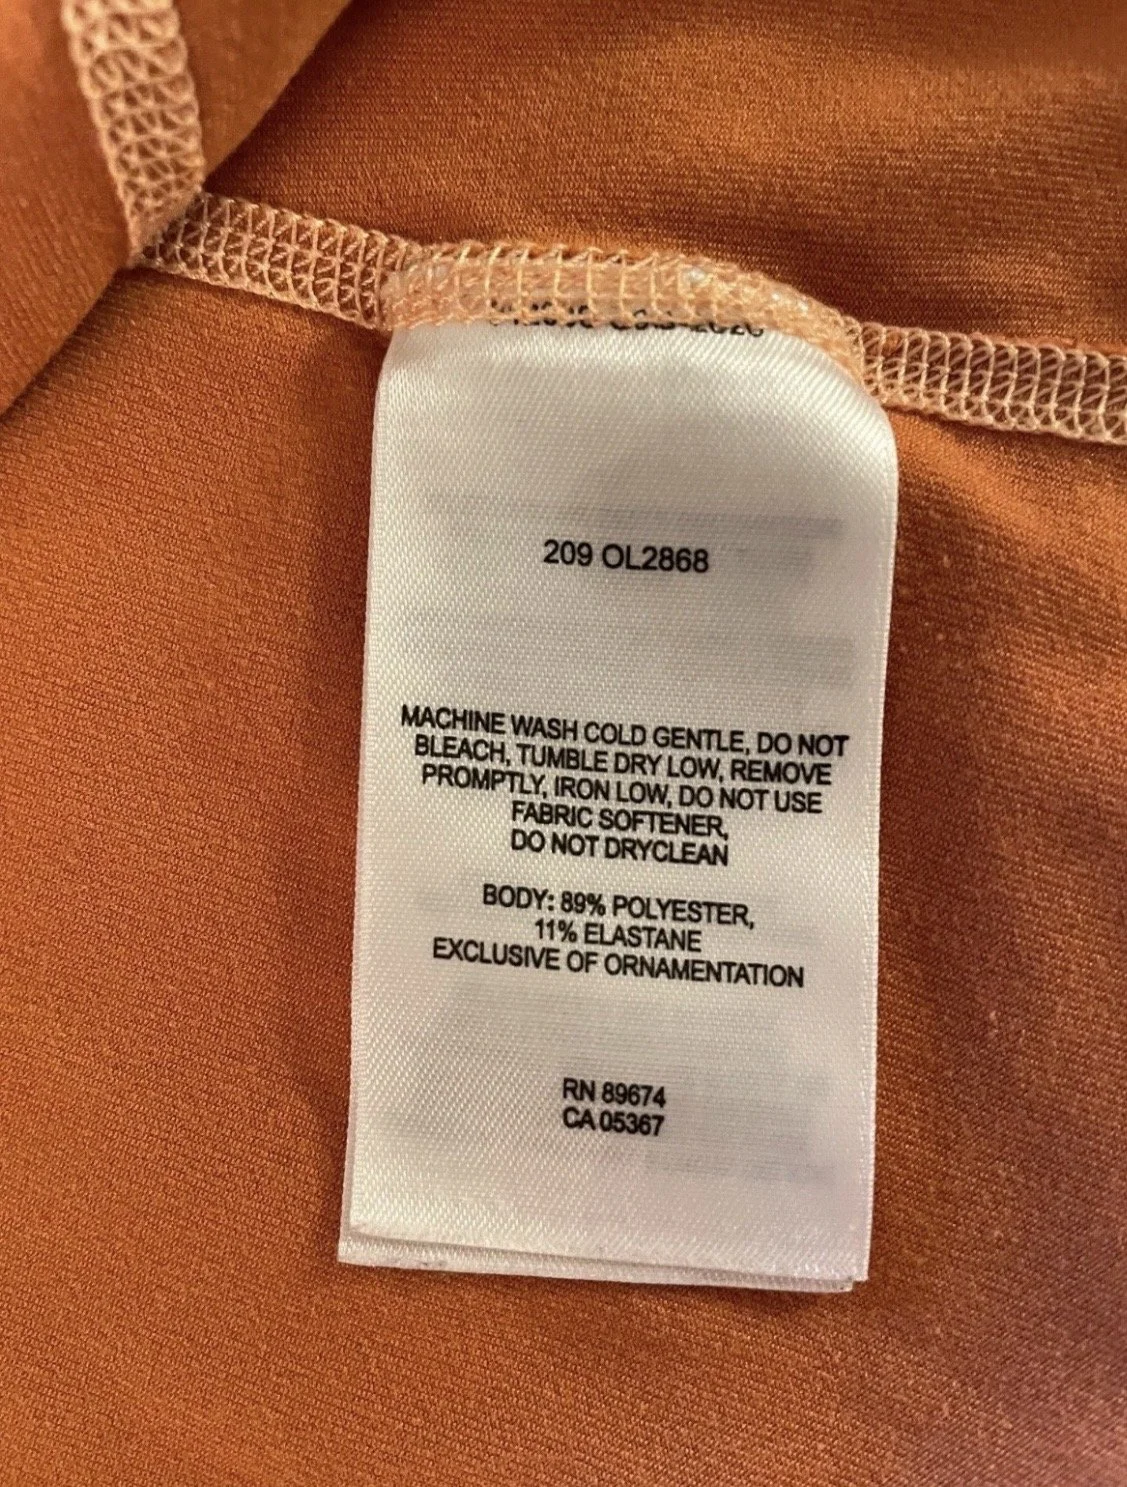 209 OL2868
MACHINE WASH COLD GENTLE, DO NOT
BLEACH, TUMBLE DRY LOW, REMOVE
PROMPTLY, IRON LOW, DO NOT USE
FABRIC SOFTENER,
DO NOT DRYCLEAN
BODY: 89% POLYESTER,
11% ELASTANE
EXCLUSIVE OF ORNAMENTATION
RN 89674
CA 05367